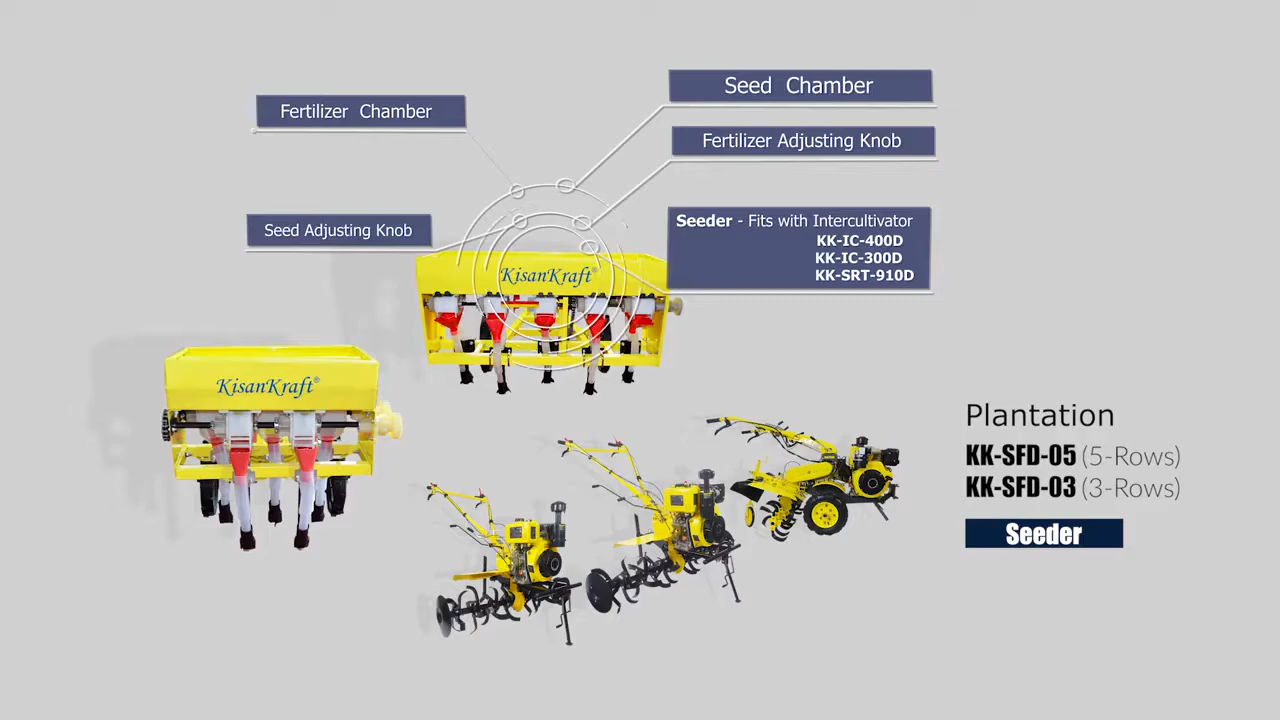 Fertilizer Chamber
Seed Chamber
Fertilizer Adjusting Knob
Seed Adjusting Knob
Seeder - Fits with Intercultivator
KK-IC-400D
KK-IC-300D
KK-SRT-910D
KisanKraft®
KisanKraft®
Plantation
KK-SFD-05 (5-Rows)
KK-SFD-03 (3-Rows)
Seeder